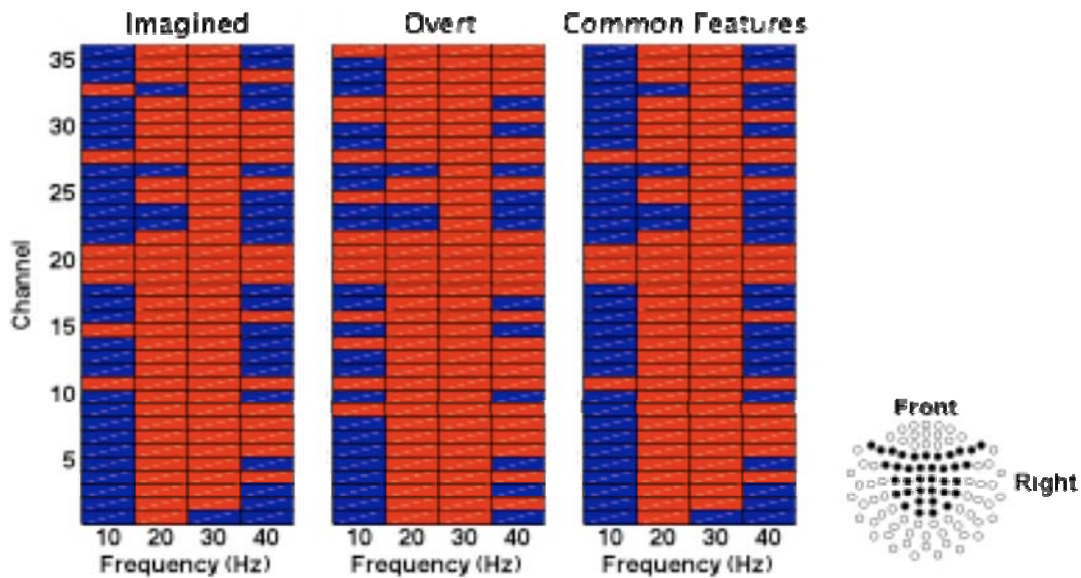 Imagined Overt Common Features
35
30
25
20
15
10
5
Channel
10 20 30 40 10 20 30 40 10 20 30 40
Frequency (Hz) Frequency (Hz) Frequency (Hz)
Front
Right